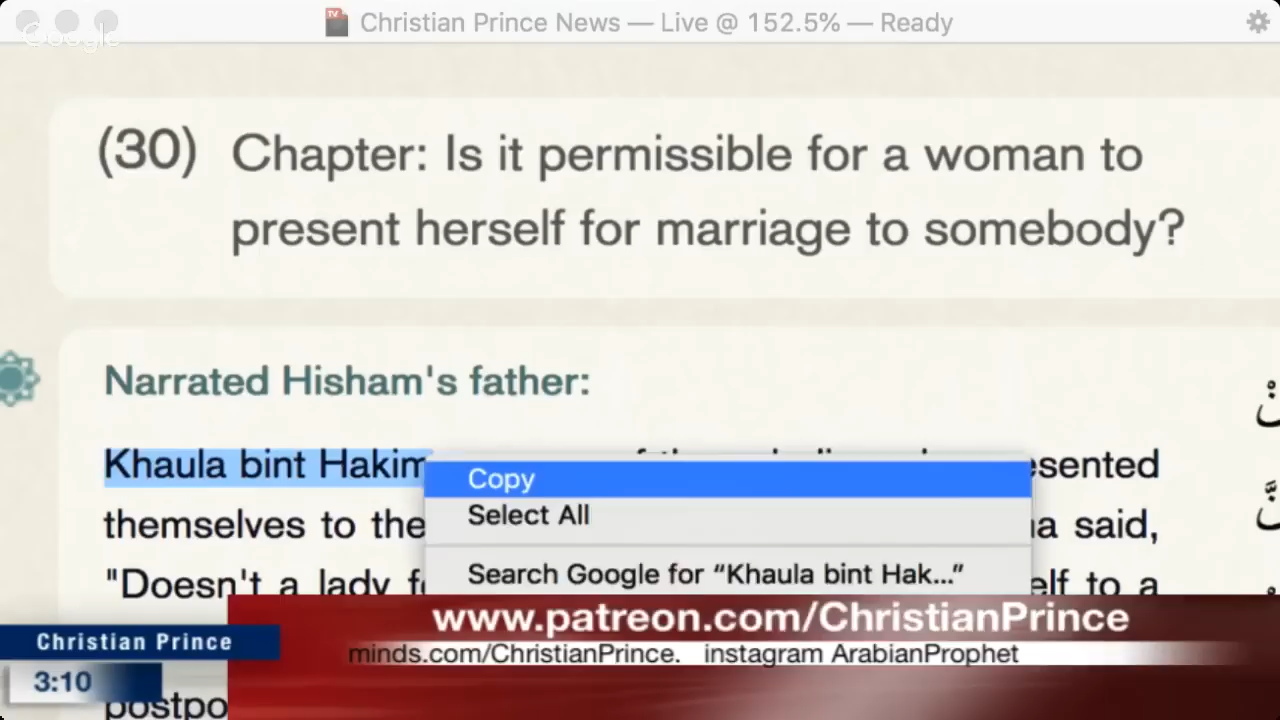 Christian Prince News — Live @ 152.5% — Ready
Google
(30) Chapter: Is it permissible for a woman to
present herself for marriage to somebody?
Narrated Hisham's father:
Khaula bint Hakim esented
Copy
themselves to the a said,
Select All
"Doesn't a lady elf to a
Search Google for “Khaula bint Hak...”
www.patreon.com/ChristianPrince
Christian Prince
minds.com/ChristianPrince. instagram ArabianProphet
3:10
postpo